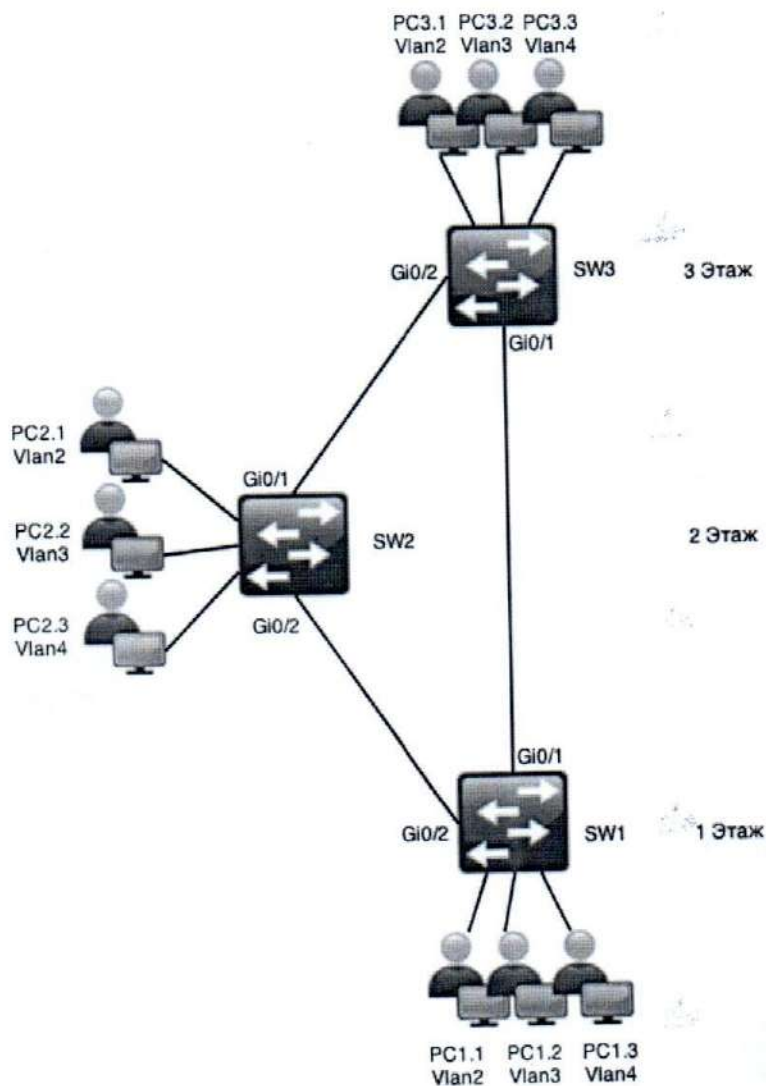 PC3.1 PC3.2 PC3.3
Vlan2 Vlan3 Vlan4
Gi0/2
SW3
3 Этаж
Gi0/1
PC2.1
Vlan2
Gi0/1
PC2.2
Vlan3
SW2
2 Этаж
PC2.3
Vlan4
Gi0/2
Gi0/1
Gi0/2
SW1
1 Этаж
PC1.1 PC1.2 PC1.3
Vlan2 Vlan3 Vlan4